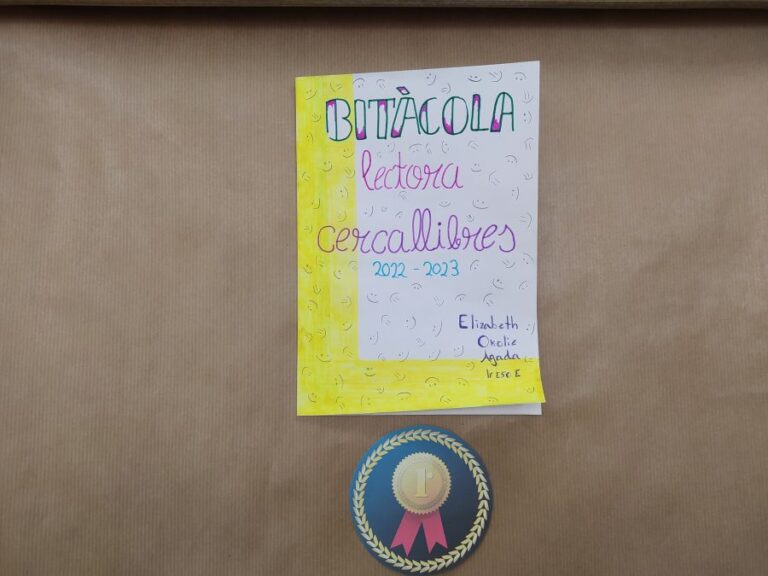 BITÀCOLA
lectora
cercallibres
2022 - 2023
Elizabeth
Okolie
Agada
1r ESO E
1r